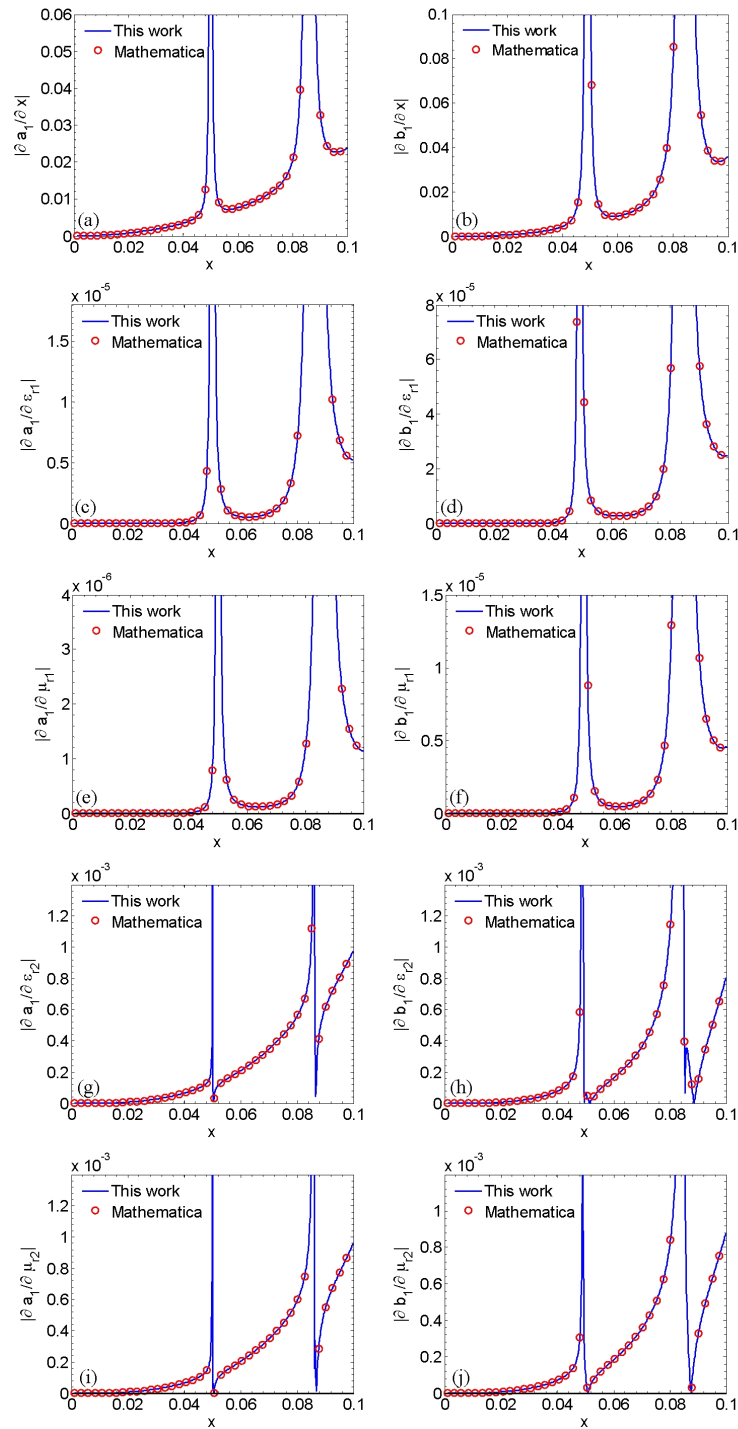 This work
Mathematica
|∂ a₁/∂ x|
0.06
0.05
0.04
0.03
0.02
0.01
0
(a)
0 0.02 0.04 0.06 0.08 0.1
x
This work
Mathematica
|∂ b₁/∂ x|
0.1
0.08
0.06
0.04
0.02
0
(b)
0 0.02 0.04 0.06 0.08 0.1
x
x 10⁻⁵
This work
Mathematica
|∂ a₁/∂ εr1|
1.5
1
0.5
0
(c)
0 0.02 0.04 0.06 0.08 0.1
x
x 10⁻⁵
This work
Mathematica
|∂ b₁/∂ εr1|
8
6
4
2
0
(d)
0 0.02 0.04 0.06 0.08 0.1
x
x 10⁻⁶
This work
Mathematica
|∂ a₁/∂ μr1|
4
3
2
1
0
(e)
0 0.02 0.04 0.06 0.08 0.1
x
x 10⁻⁵
This work
Mathematica
|∂ b₁/∂ μr1|
1.5
1
0.5
0
(f)
0 0.02 0.04 0.06 0.08 0.1
x
x 10⁻³
This work
Mathematica
|∂ a₁/∂ εr2|
1.2
1
0.8
0.6
0.4
0.2
0
(g)
0 0.02 0.04 0.06 0.08 0.1
x
x 10⁻³
This work
Mathematica
|∂ b₁/∂ εr2|
1.2
1
0.8
0.6
0.4
0.2
0
(h)
0 0.02 0.04 0.06 0.08 0.1
x
x 10⁻³
This work
Mathematica
|∂ a₁/∂ μr2|
1.2
1
0.8
0.6
0.4
0.2
0
(i)
0 0.02 0.04 0.06 0.08 0.1
x
x 10⁻³
This work
Mathematica
|∂ b₁/∂ μr2|
1
0.8
0.6
0.4
0.2
0
(j)
0 0.02 0.04 0.06 0.08 0.1
x